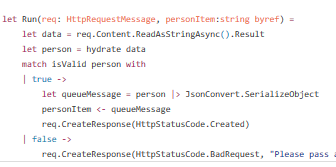 let Run(req: HttpRequestMessage, personItem:string byref) =
    let data = req.Content.ReadAsStringAsync().Result
    let person = hydrate data
    match isValid person with
    | true ->
        let queueMessage = person |> JsonConvert.SerializeObject
        personItem <- queueMessage
        req.CreateResponse(HttpStatusCode.Created)
    | false ->
        req.CreateResponse(HttpStatusCode.BadRequest, "Please pass